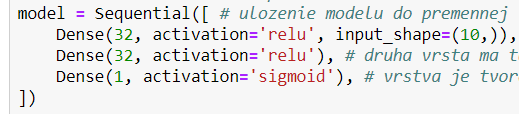 model = Sequential([ # ulozenie modelu do premennej
Dense(32, activation='relu', input_shape=(10,)),
Dense(32, activation='relu'), # druha vrsta ma
Dense(1, activation='sigmoid'), # vrstva je tvor
])